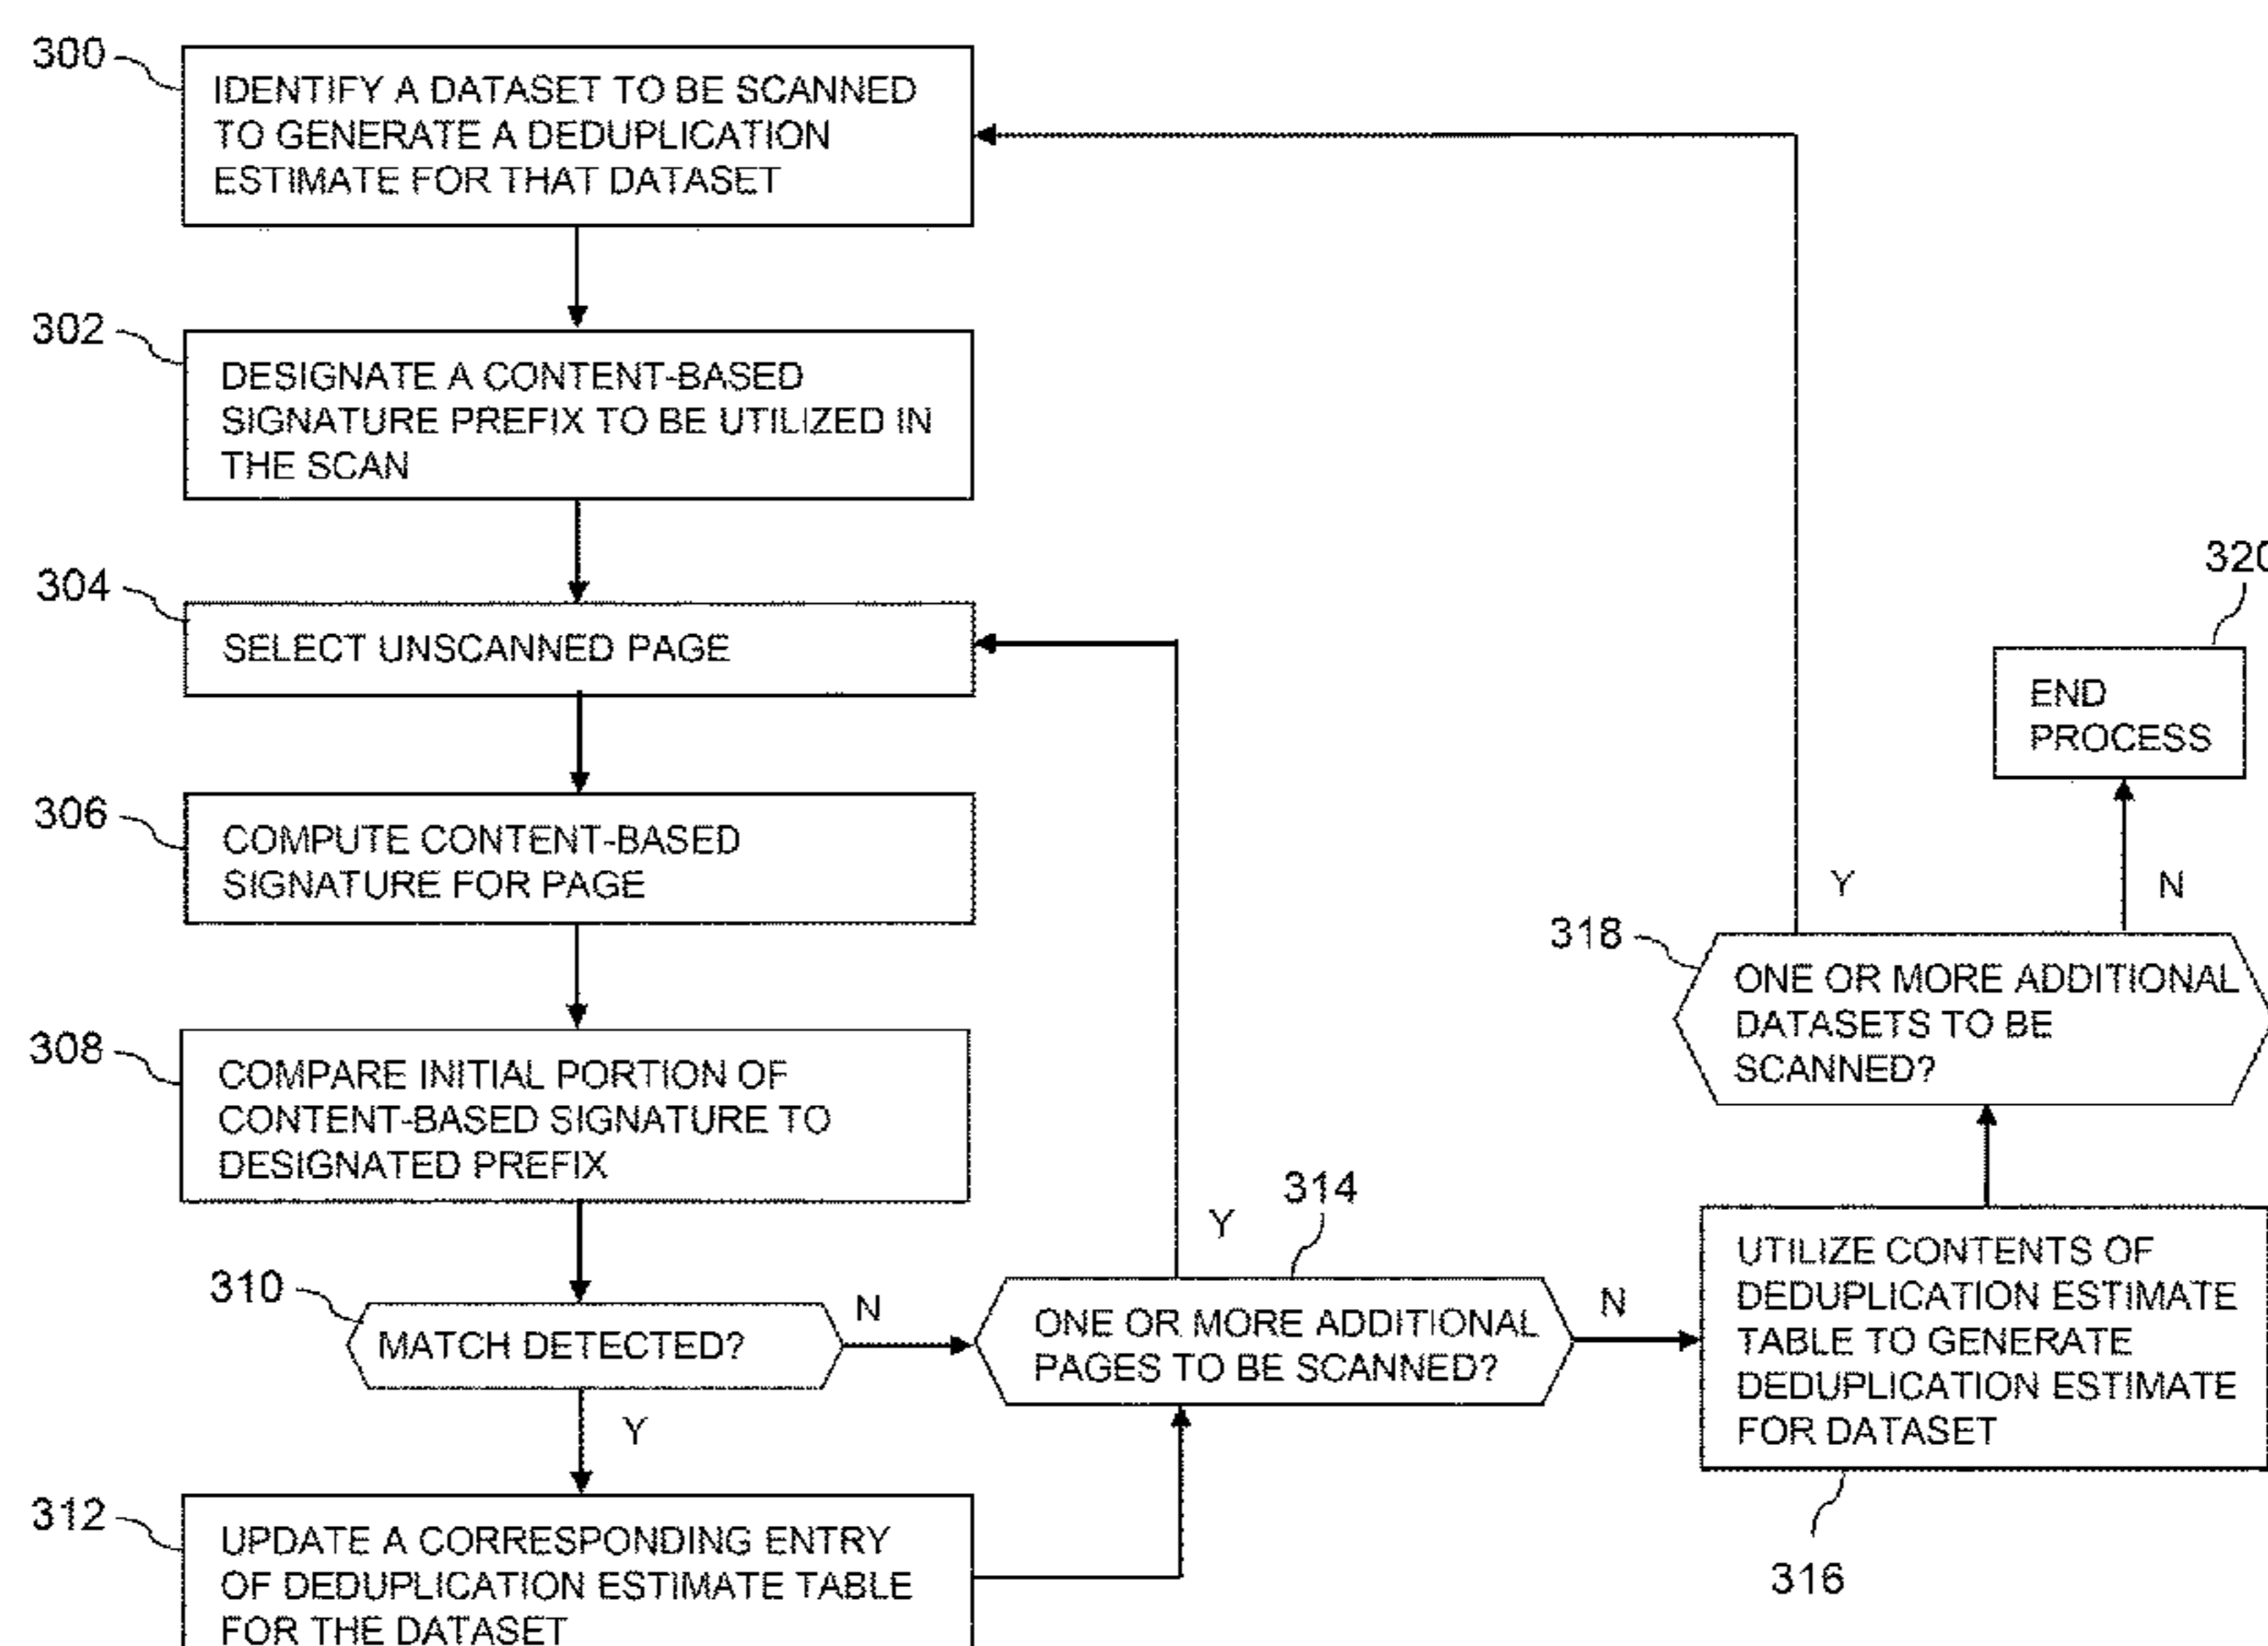 300
IDENTIFY A DATASET TO BE SCANNED
TO GENERATE A DEDUPLICATION
ESTIMATE FOR THAT DATASET
302
DESIGNATE A CONTENT-BASED
SIGNATURE PREFIX TO BE UTILIZED IN
THE SCAN
304
SELECT UNSCANNED PAGE
306
COMPUTE CONTENT-BASED
SIGNATURE FOR PAGE
308
COMPARE INITIAL PORTION OF
CONTENT-BASED SIGNATURE TO
DESIGNATED PREFIX
310
MATCH DETECTED?
N
Y
312
UPDATE A CORRESPONDING ENTRY
OF DEDUPLICATION ESTIMATE TABLE
FOR THE DATASET
314
Y
ONE OR MORE ADDITIONAL
PAGES TO BE SCANNED?
N
UTILIZE CONTENTS OF
DEDUPLICATION ESTIMATE
TABLE TO GENERATE
DEDUPLICATION ESTIMATE
FOR DATASET
316
318
ONE OR MORE ADDITIONAL
DATASETS TO BE
SCANNED?
Y
N
320
END
PROCESS